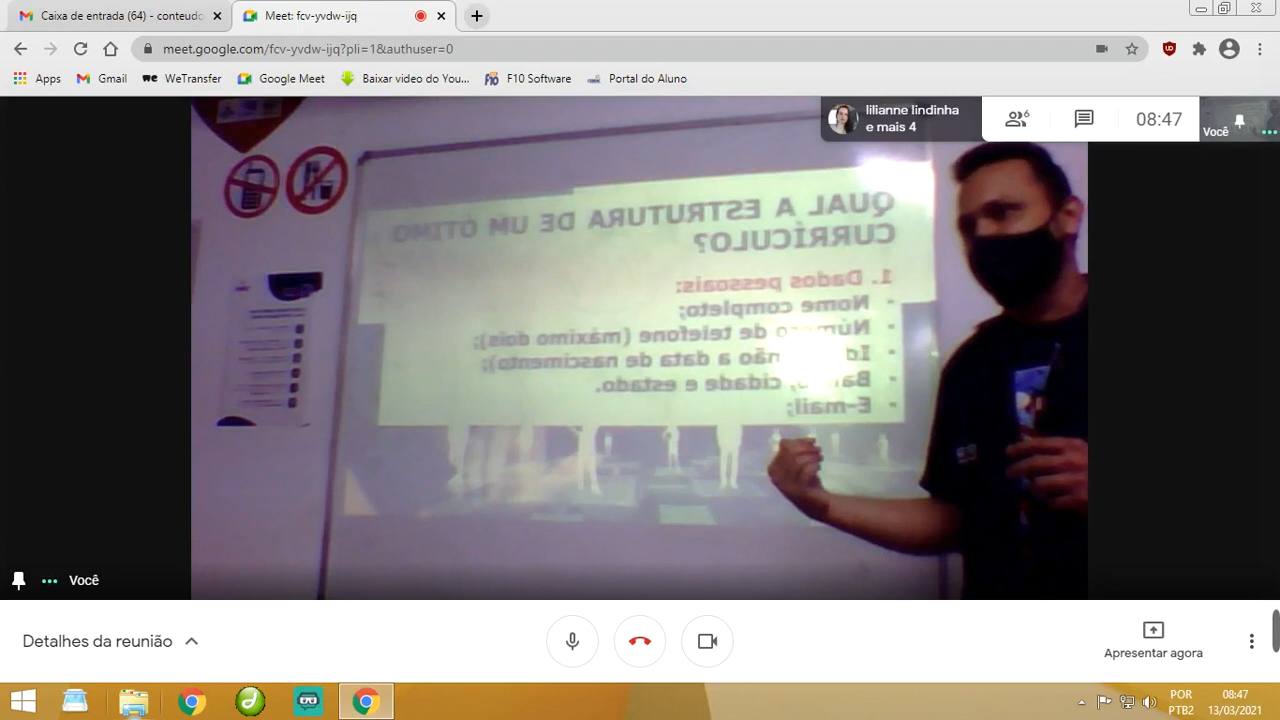 Caixa de entrada (64) - conteudo
Meet: fcv-yvdw-ijq
meet.google.com/fcv-yvdw-ijq?pli=1&authuser=0
Apps
Gmail
WeTransfer
Google Meet
Baixar video do You...
F10 Software
Portal do Aluno
lilianne lindinha
e mais 4
6
08:47
Você
QUAL A ESTRUTURA DE UM ÓTIMO
CURRÍCULO?
1. Dados pessoais:
- Nome completo;
- Número de telefone (máximo dois);
- não a data de nascimento);
- cidade e estado.
- E-mail;
Você
Detalhes da reunião
Apresentar agora
POR
PTB2
08:47
13/03/2021